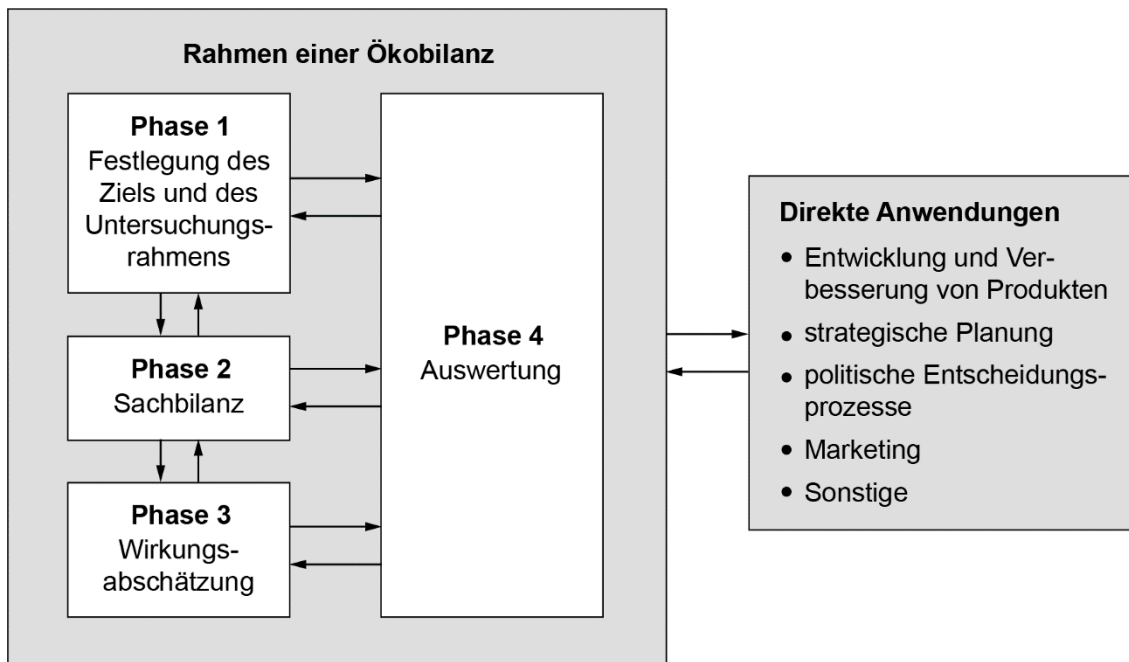 Rahmen einer Ökobilanz
Phase 1
Festlegung des
Ziels und des
Untersuchungs-
rahmens
Phase 2
Sachbilanz
Phase 3
Wirkungs-
abschätzung
Phase 4
Auswertung
Direkte Anwendungen
• Entwicklung und Ver-
besserung von Produkten
• strategische Planung
• politische Entscheidungs-
prozesse
• Marketing
• Sonstige